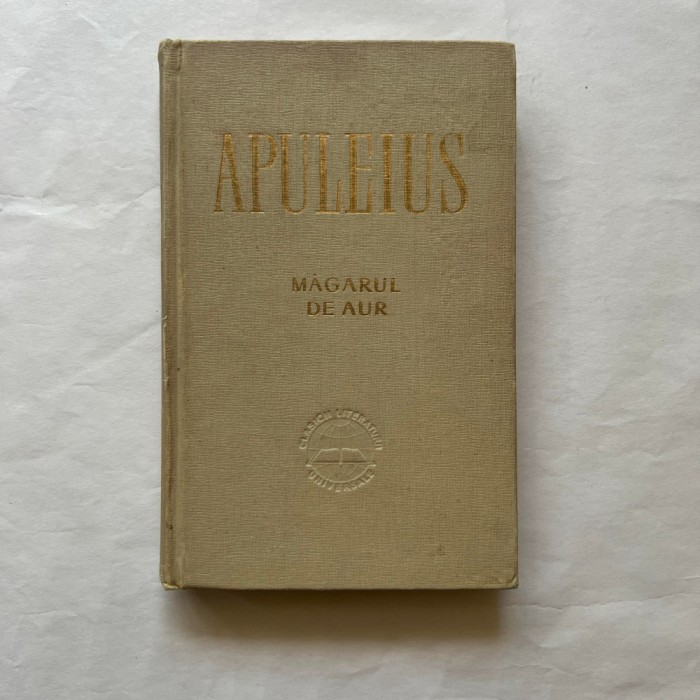 APULEIUS
MĂGARUL
DE AUR
CLASICII LITERATURII
UNIVERSALE